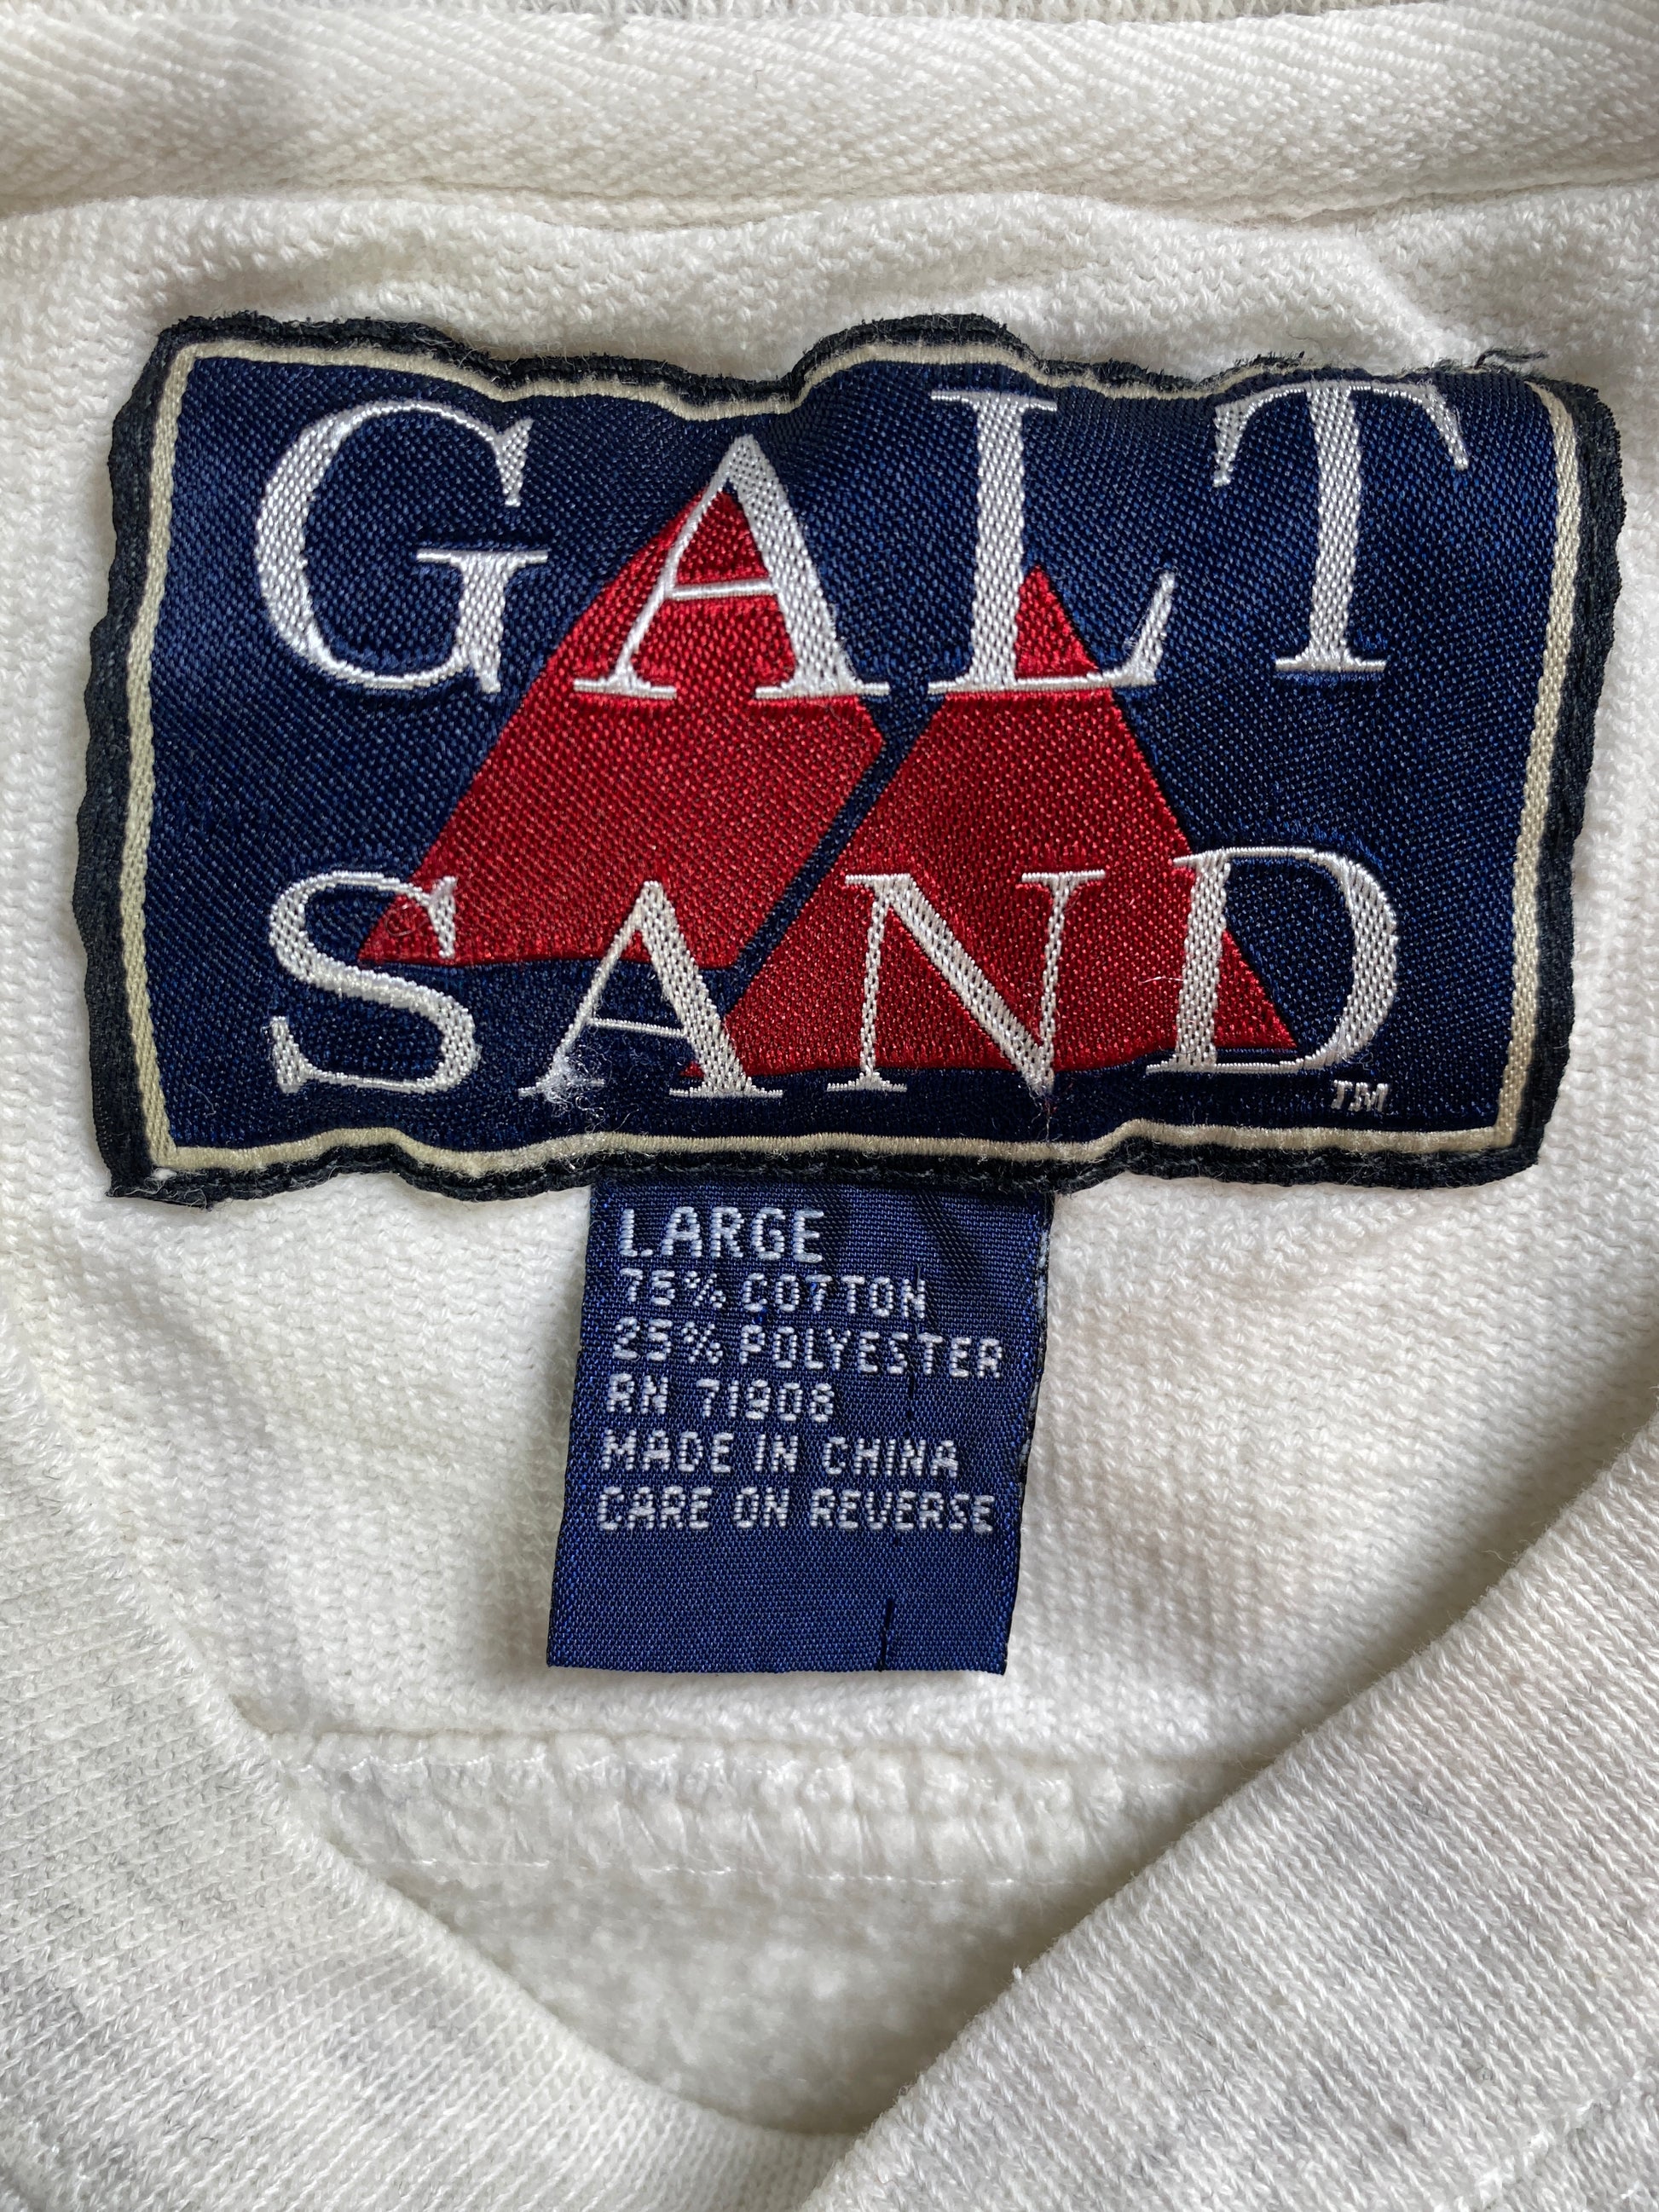 GALT
SAND
TM
LARGE
75% COTTON
25% POLYESTER
RN 71908
MADE IN CHINA
CARE ON REVERSE